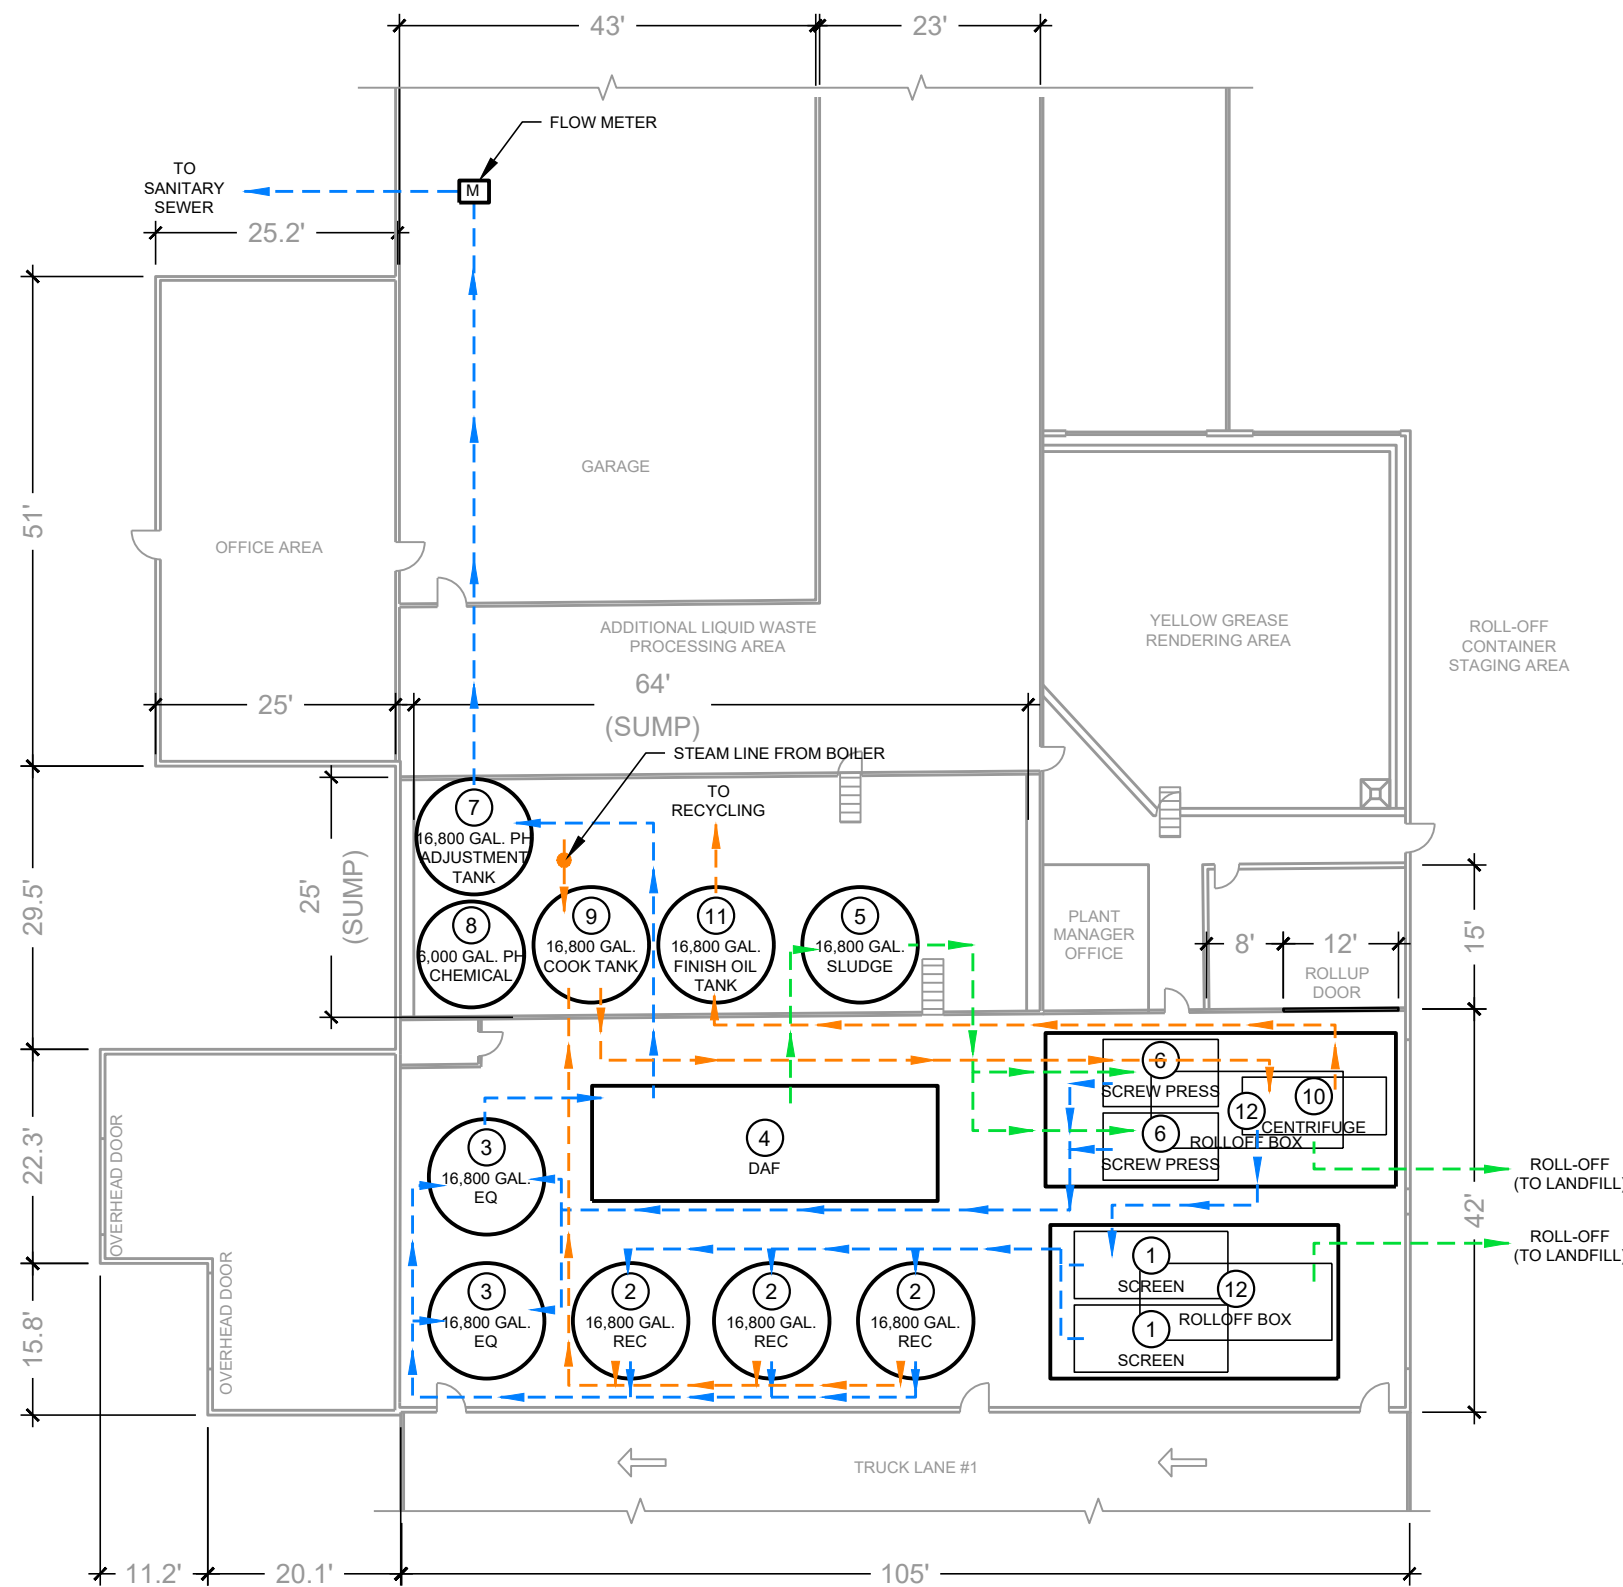 43'
23'
FLOW METER
M
TO
SANITARY
SEWER
25.2'
GARAGE
51'
OFFICE AREA
ADDITIONAL LIQUID WASTE
PROCESSING AREA
YELLOW GREASE
RENDERING AREA
ROLL-OFF
CONTAINER
STAGING AREA
25'
64'
(SUMP)
STEAM LINE FROM BOILER
TO
RECYCLING
7
16,800 GAL. PH
ADJUSTMENT
TANK
29.5'
25'
(SUMP)
8
6,000 GAL. PH
CHEMICAL
9
16,800 GAL.
COOK TANK
11
16,800 GAL.
FINISH OIL
TANK
5
16,800 GAL.
SLUDGE
PLANT
MANAGER
OFFICE
8'
12'
ROLLUP
DOOR
15'
6
SCREW PRESS
10
CENTRIFUGE
12
ROLLOFF BOX
6
SCREW PRESS
4
DAF
3
16,800 GAL.
EQ
OVERHEAD DOOR
22.3'
ROLL-OFF
(TO LANDFILL)
42'
ROLL-OFF
(TO LANDFILL)
1
SCREEN
12
ROLLOFF BOX
1
SCREEN
3
16,800 GAL.
EQ
2
16,800 GAL.
REC
2
16,800 GAL.
REC
2
16,800 GAL.
REC
OVERHEAD DOOR
15.8'
TRUCK LANE #1
11.2'
20.1'
105'